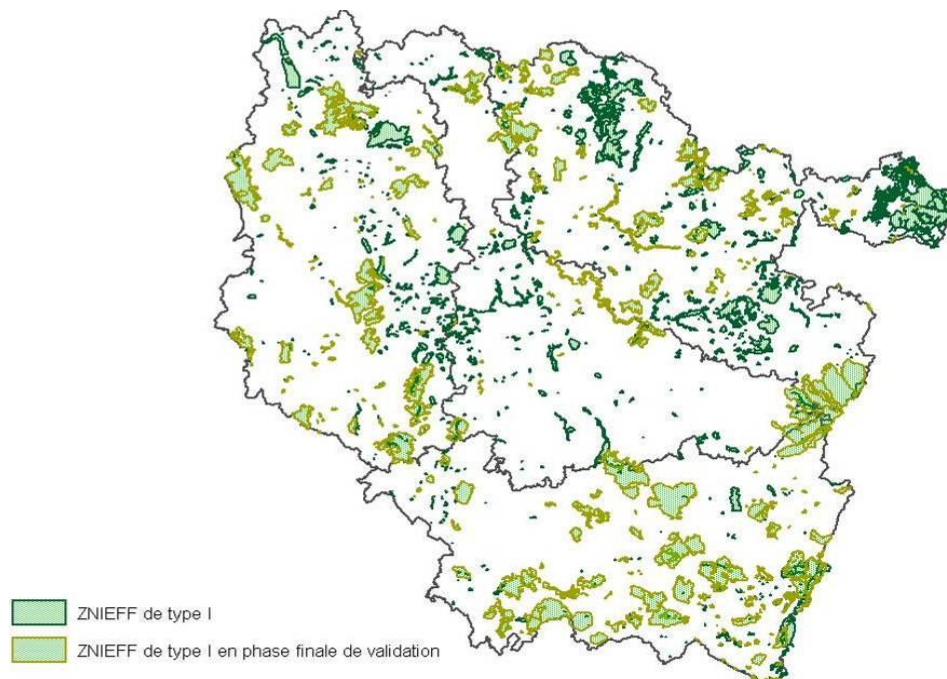 ZNIEFF de type I
ZNIEFF de type I en phase finale de validation